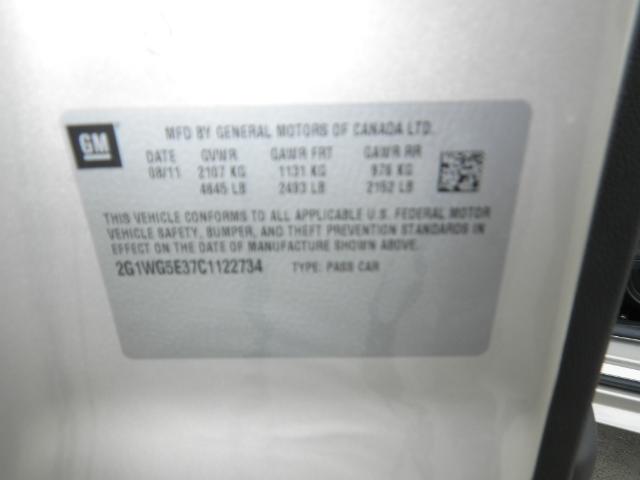 GM
MFD BY GENERAL MOTORS OF CANADA LTD.
DATE GVWR GAWR FRT GAWR RR
08/11 2107 KG 1131 KG 976 KG
4645 LB 2493 LB 2152 LB
THIS VEHICLE CONFORMS TO ALL APPLICABLE U.S. FEDERAL MOTOR
VEHICLE SAFETY, BUMPER, AND THEFT PREVENTION STANDARDS IN
EFFECT ON THE DATE OF MANUFACTURE SHOWN ABOVE.
2G1WG5E37C1122734 TYPE: PASS CAR